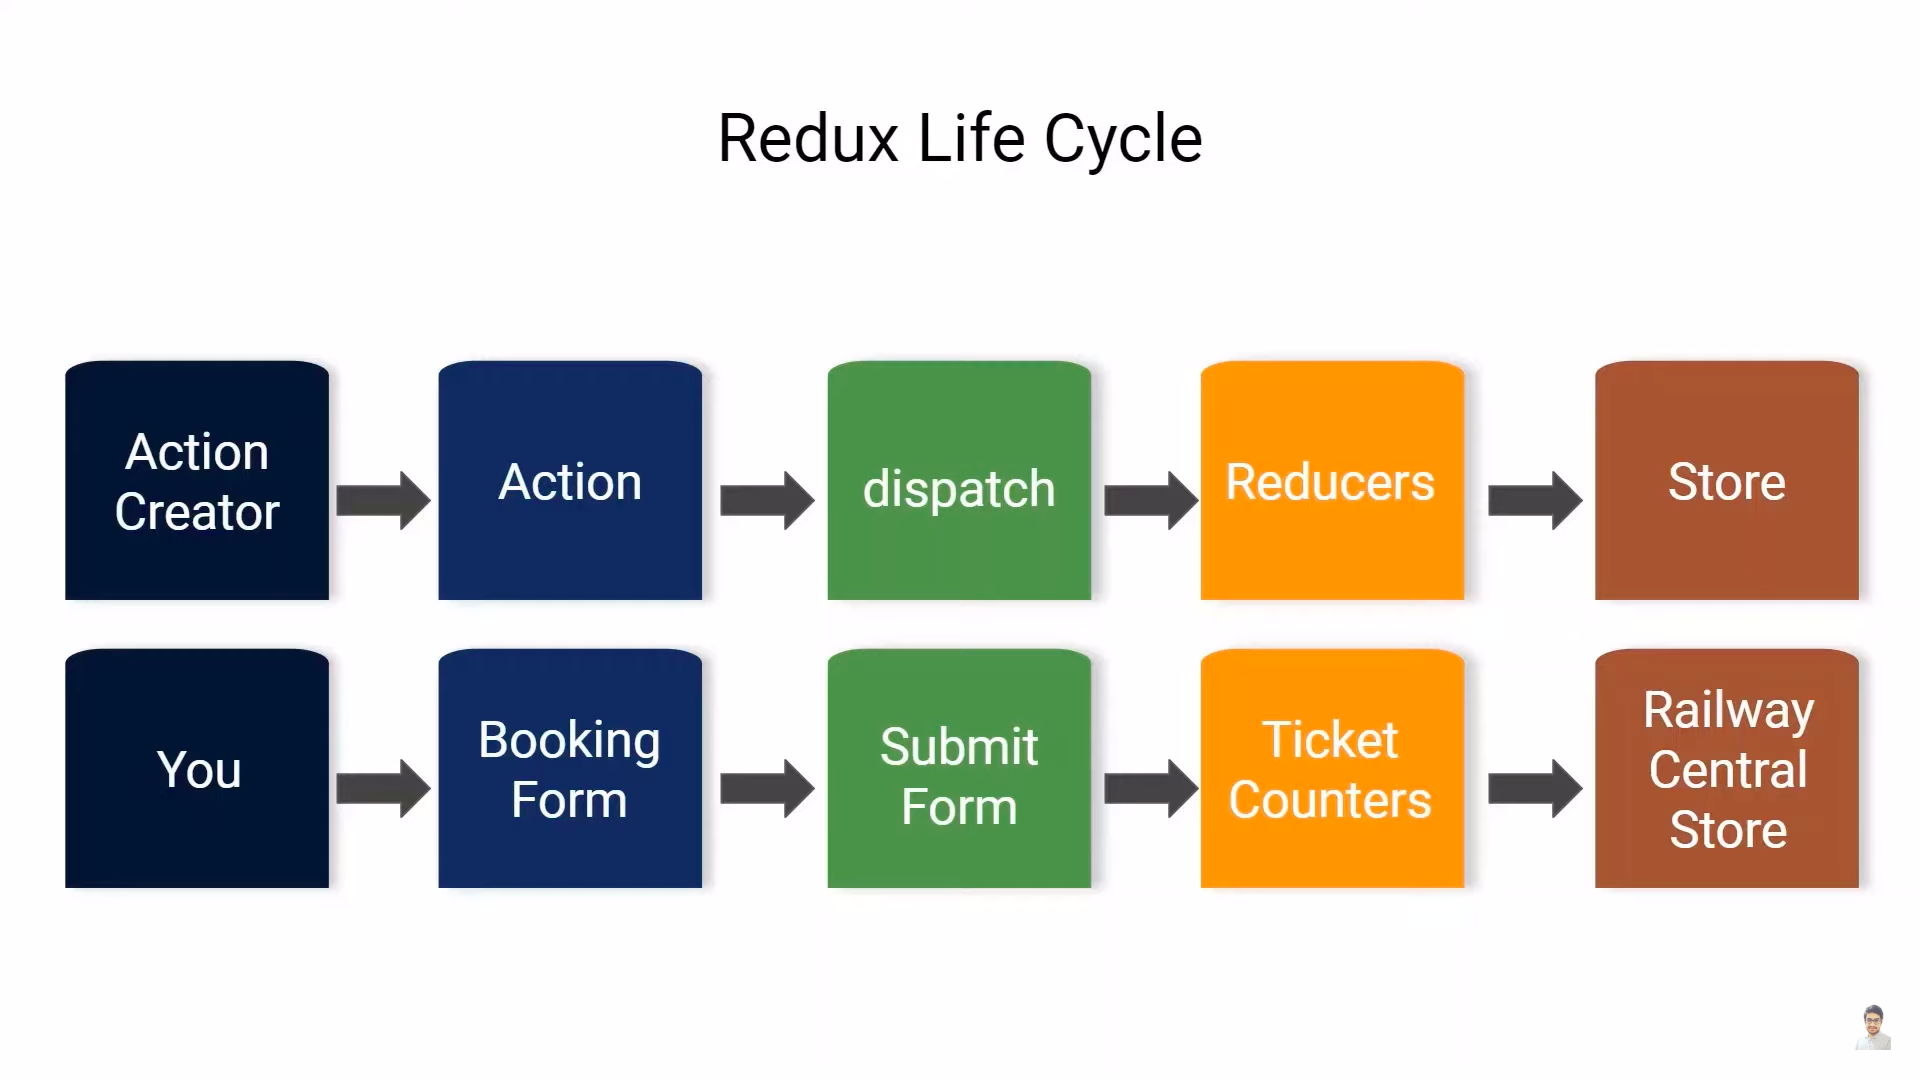 Redux Life Cycle
Action
Creator
Action
dispatch
Reducers
Store
You
Booking
Form
Submit
Form
Ticket
Counters
Railway
Central
Store